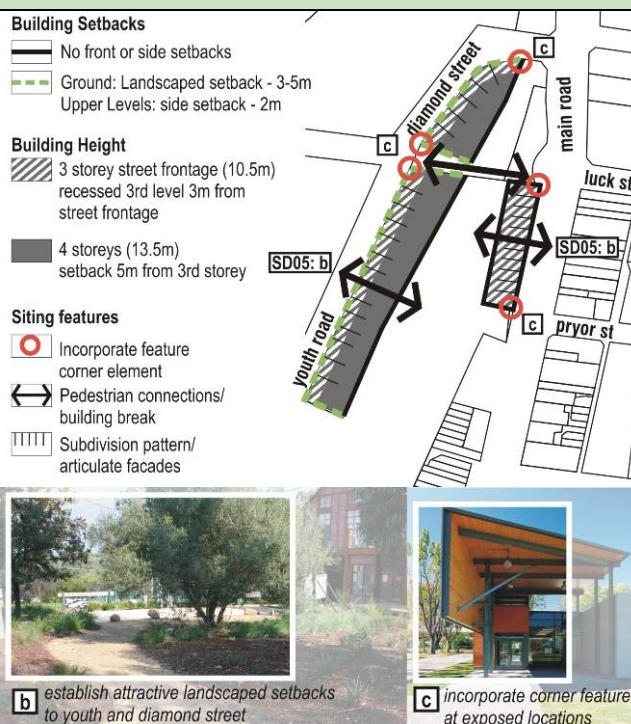 Building Setbacks
No front or side setbacks
Ground: Landscaped setback - 3-5m
Upper Levels: side setback - 2m
Building Height
3 storey street frontage (10.5m)
recessed 3rd level 3m from
street frontage
4 storeys (13.5m)
setback 5m from 3rd storey
Siting features
Incorporate feature
corner element
Pedestrian connections/
building break
Subdivision pattern/
articulate facades
c
diamond street
main road
c
luck st
SD05: b
SD05: b
c
pryor st
youth road
b establish attractive landscaped setbacks
to youth and diamond street
c incorporate corner feature
at exposed locations